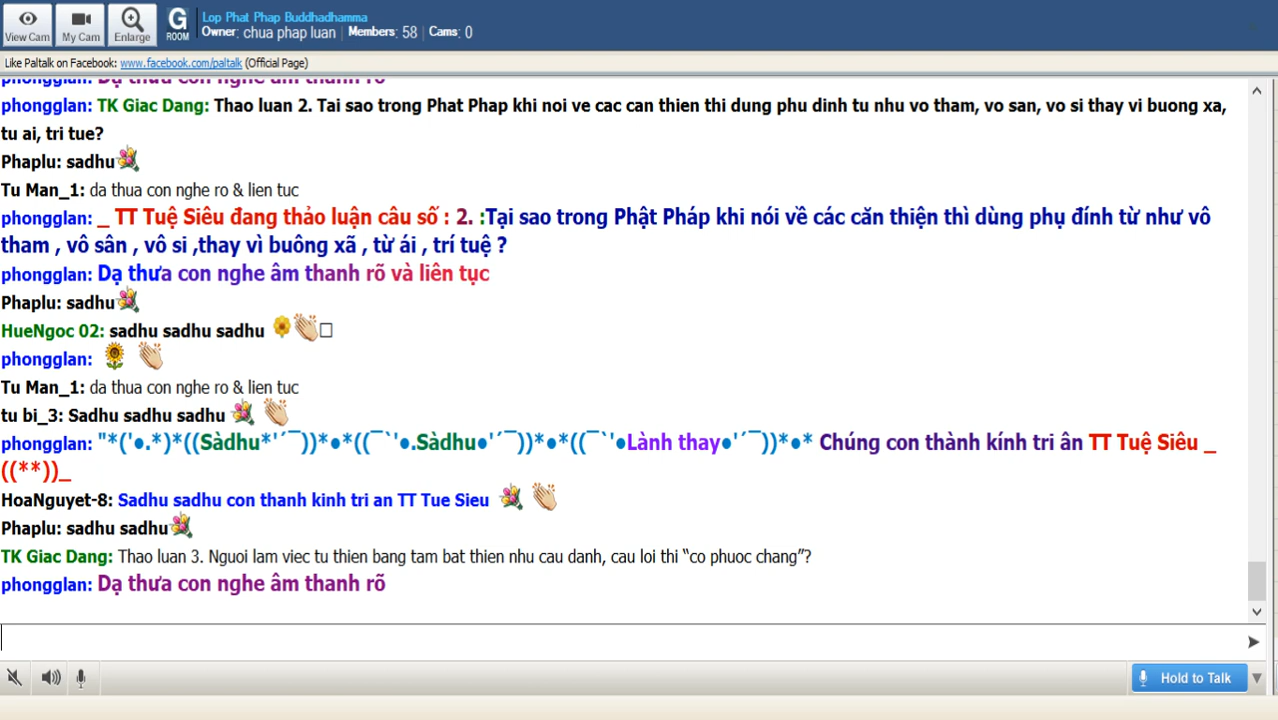 Lop Phat Phap Buddhadhamma
View Cam
My Cam
Enlarge
G
ROOM
Owner: chua phap luan | Members: 58 | Cams: 0
Like Paltalk on Facebook: www.facebook.com/paltalk (Official Page)
phongglan: Dạ thưa con nghe âm thanh rõ
phongglan: TK Giac Dang: Thao luan 2. Tai sao trong Phat Phap khi noi ve cac can thien thi dung phu dinh tu nhu vo tham, vo san, vo si thay vi buong xa,
tu ai, tri tue?
Phaplu: sadhu
Tu Man_1: da thua con nghe ro & lien tuc
phongglan: _ TT Tuệ Siêu đang thảo luận câu số : 2. :Tại sao trong Phật Pháp khi nói về các căn thiện thì dùng phụ đính từ như vô
tham , vô sân , vô si ,thay vì buông xã , từ ái , trí tuệ ?
phongglan: Dạ thưa con nghe âm thanh rõ và liên tục
Phaplu: sadhu
HueNgoc 02: sadhu sadhu sadhu
phongglan:
Tu Man_1: da thua con nghe ro & lien tuc
tu bi_3: Sadhu sadhu sadhu
phongglan: "*('●.*)*((Sàdhu*'´¯))*●*((¯`'●.Sàdhu●'´¯))*●*((¯`'●Lành thay●'´¯))*●* Chúng con thành kính tri ân TT Tuệ Siêu _
((**))_
HoaNguyet-8: Sadhu sadhu con thanh kinh tri an TT Tue Sieu
Phaplu: sadhu sadhu
TK Giac Dang: Thao luan 3. Nguoi lam viec tu thien bang tam bat thien nhu cau danh, cau loi thi “co phuoc chang”?
phongglan: Dạ thưa con nghe âm thanh rõ
Hold to Talk